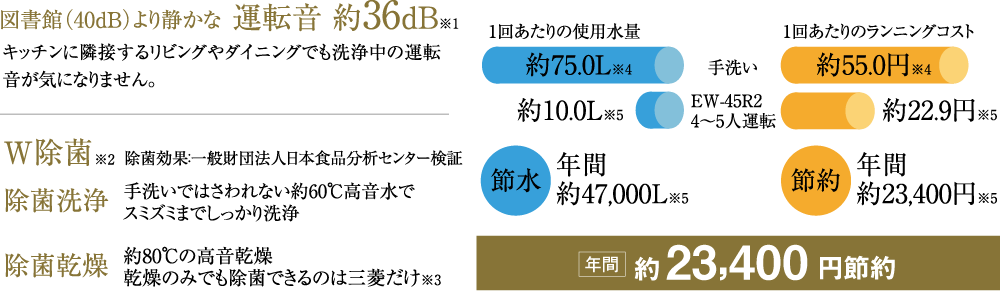 図書館（40dB）より静かな 運転音 約36dB※1
キッチンに隣接するリビングやダイニングでも洗浄中の運転
音が気になりません。
W除菌※2 除菌効果:一般財団法人日本食品分析センター検証
除菌洗浄
手洗いではさわれない約60℃高音水で
スミズミまでしっかり洗浄
除菌乾燥
約80℃の高音乾燥
乾燥のみでも除菌できるのは三菱だけ※3
1回あたりの使用水量
約75.0L※4
手洗い
約10.0L※5
EW-45R2
4〜5人運転
1回あたりのランニングコスト
約55.0円※4
約22.9円※5
節水
年間
約47,000L※5
節約
年間
約23,400円※5
年間 約 23,400 円節約